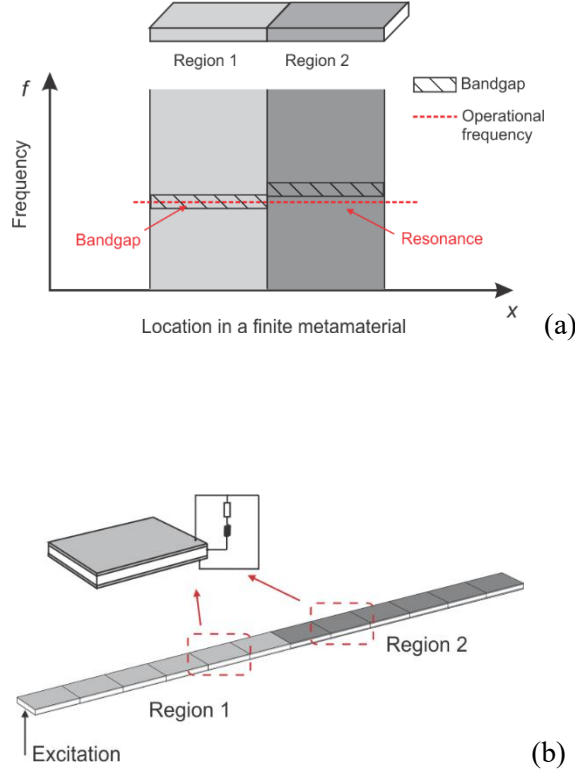 Region 1
Region 2
f
Bandgap
Operational
frequency
Frequency
Bandgap
Resonance
x
Location in a finite metamaterial
(a)
Region 2
Region 1
Excitation
(b)